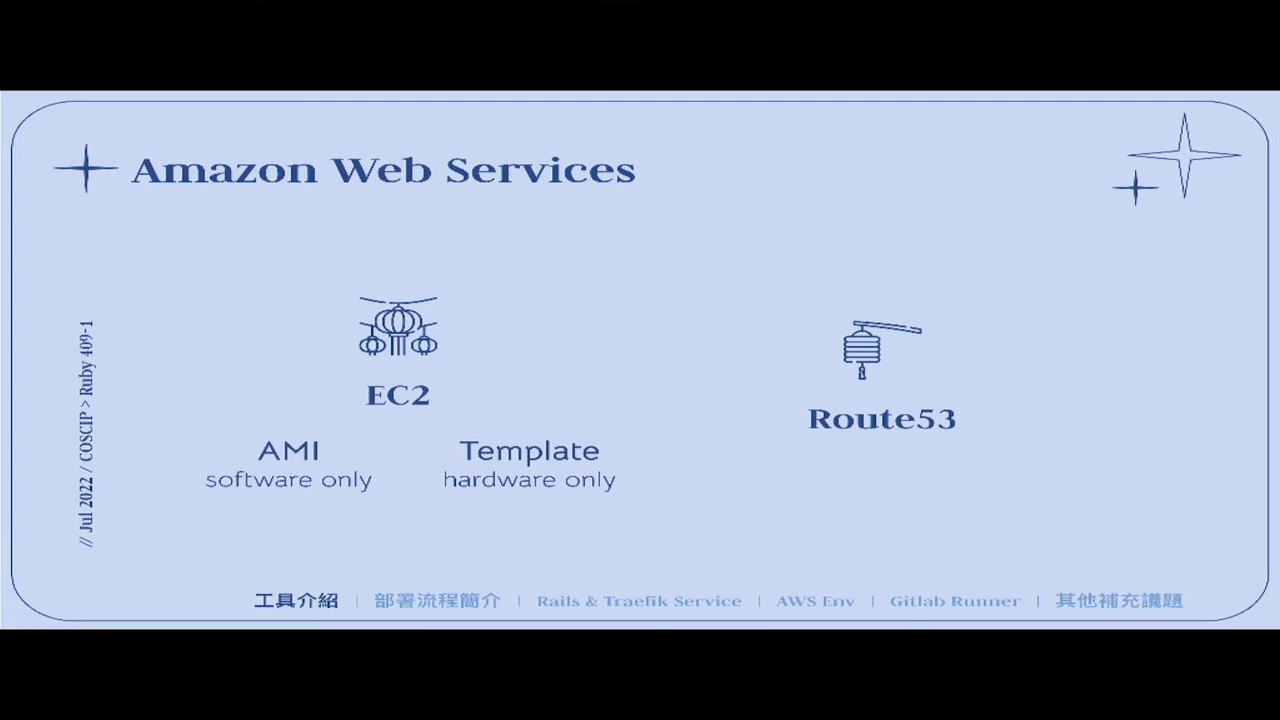 Amazon Web Services
// Jul 2022 / COSCIP > Ruby 409-1
EC2
AMI
software only
Template
hardware only
Route53
工具介紹 | 部署流程簡介 | Rails & Traefik Service | AWS Env | Gitlab Runner | 其他補充議題